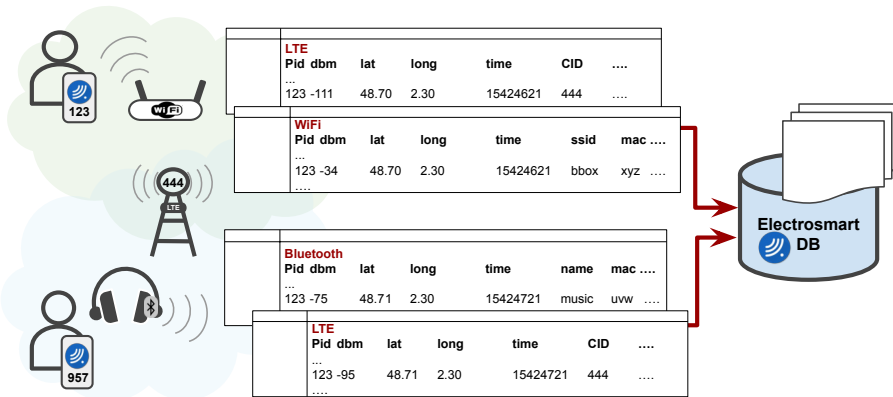 123
WiFi
444
LTE
957
LTE
Pid dbm lat long time CID ....
...
123 -111 48.70 2.30 15424621 444 ....
WiFi
Pid dbm lat long time ssid mac ....
...
123 -34 48.70 2.30 15424621 bbox xyz ....
....
Bluetooth
Pid dbm lat long time name mac ....
...
123 -75 48.71 2.30 15424721 music uvw ....
LTE
Pid dbm lat long time CID ....
...
123 -95 48.71 2.30 15424721 444 ....
....
Electrosmart
DB